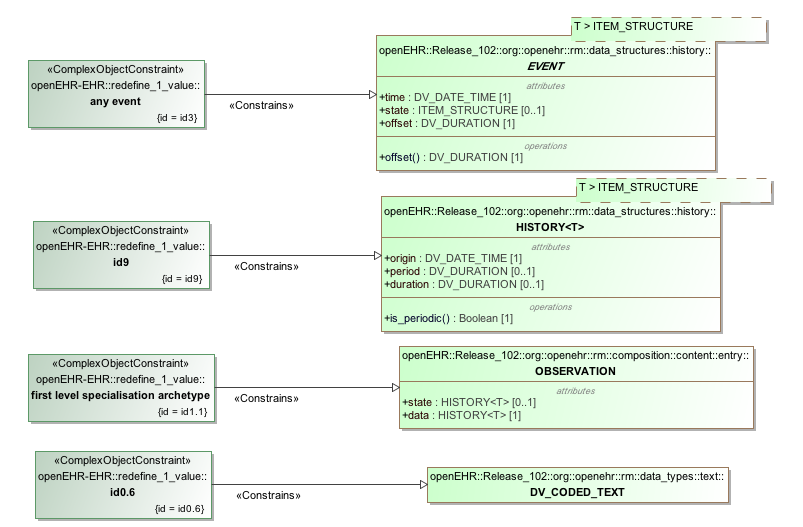 T > ITEM_STRUCTURE
«ComplexObjectConstraint»
openEHR-EHR::redefine_1_value::
any event
{id = id3}
«Constrains»
openEHR::Release_102::org::openehr::rm::data_structures::history::
EVENT
attributes
+time : DV_DATE_TIME [1]
+state : ITEM_STRUCTURE [0..1]
+offset : DV_DURATION [1]
operations
+offset() : DV_DURATION [1]
T > ITEM_STRUCTURE
«ComplexObjectConstraint»
openEHR-EHR::redefine_1_value::
id9
{id = id9}
«Constrains»
openEHR::Release_102::org::openehr::rm::data_structures::history::
HISTORY<T>
attributes
+origin : DV_DATE_TIME [1]
+period : DV_DURATION [0..1]
+duration : DV_DURATION [0..1]
operations
+is_periodic() : Boolean [1]
«ComplexObjectConstraint»
openEHR-EHR::redefine_1_value::
first level specialisation archetype
{id = id1.1}
«Constrains»
openEHR::Release_102::org::openehr::rm::composition::content::entry::
OBSERVATION
attributes
+state : HISTORY<T> [0..1]
+data : HISTORY<T> [1]
«ComplexObjectConstraint»
openEHR-EHR::redefine_1_value::
id0.6
{id = id0.6}
«Constrains»
openEHR::Release_102::org::openehr::rm::data_types::text::
DV_CODED_TEXT